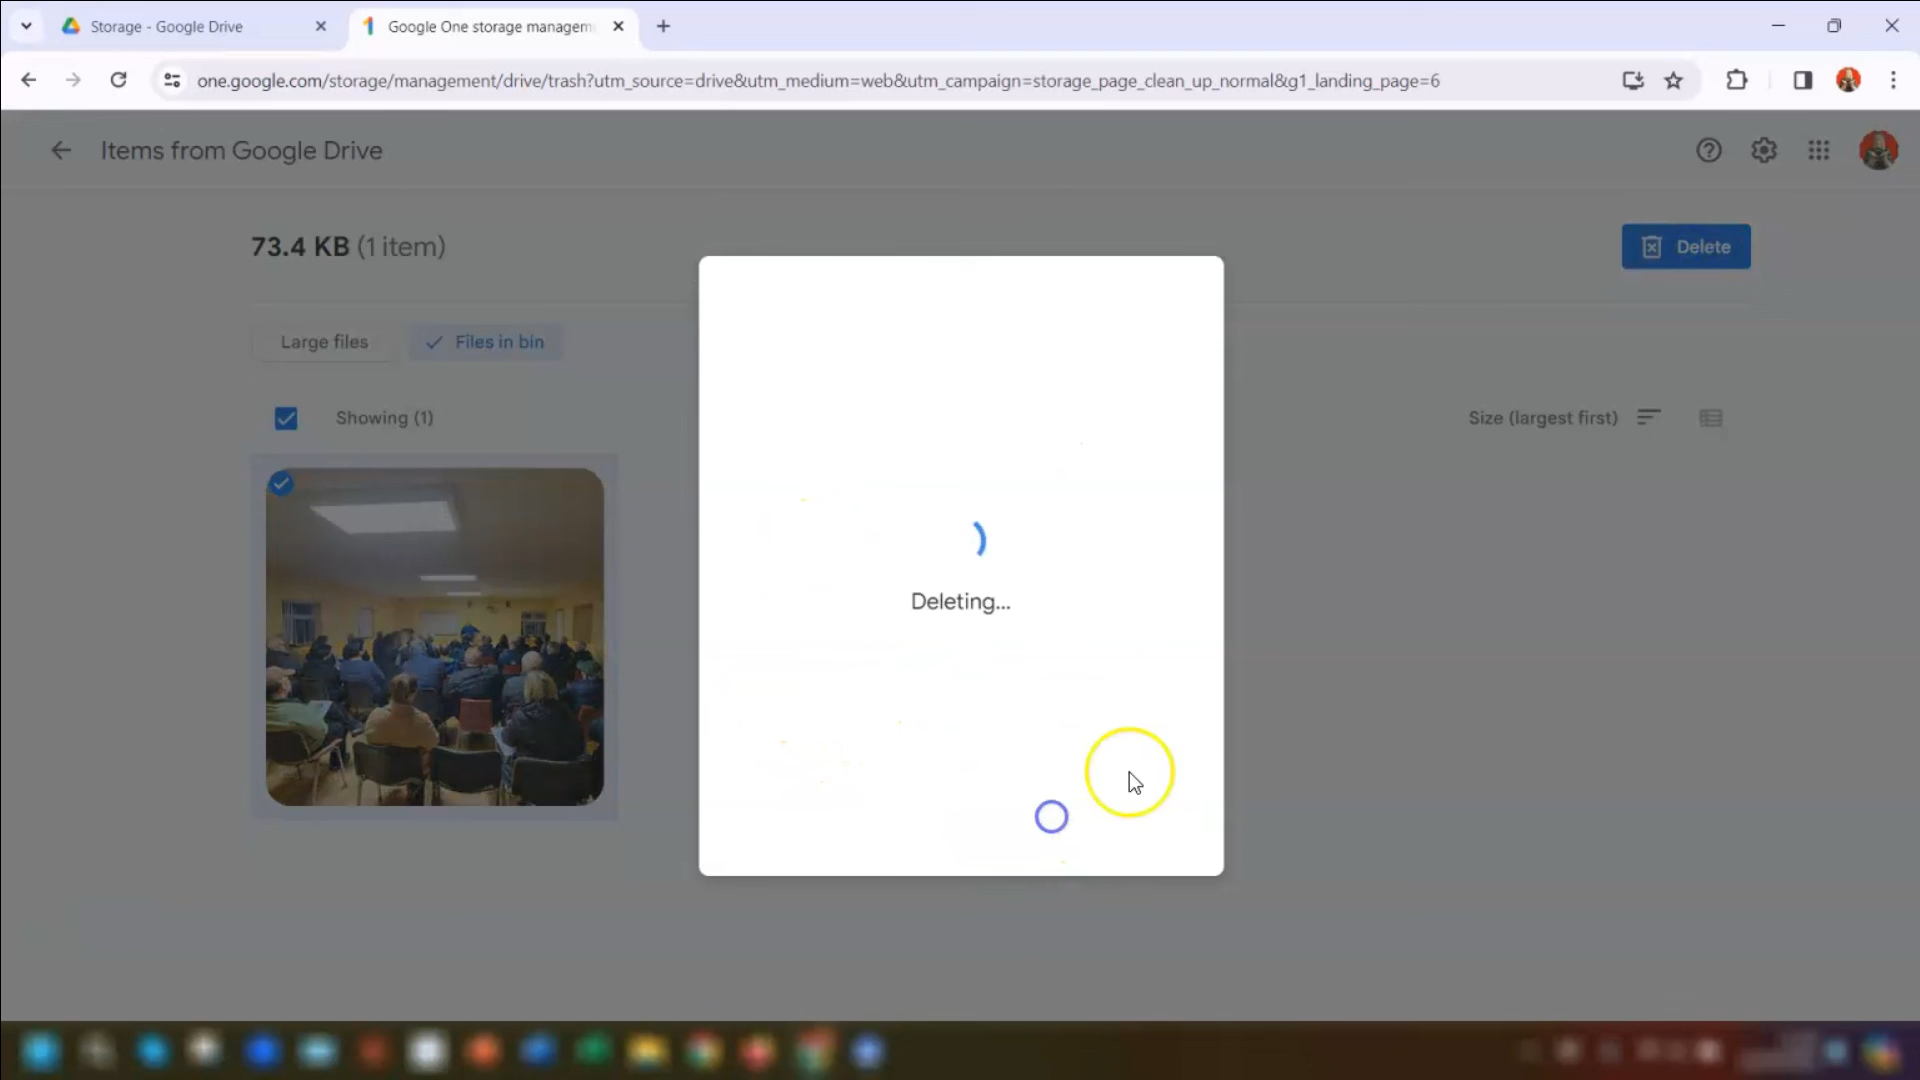 Storage - Google Drive
Google One storage managem
one.google.com/storage/management/drive/trash?utm_source=drive&utm_medium=web&utm_campaign=storage_page_clean_up_normal&g1_landing_page=6
Items from Google Drive
73.4 KB (1 item)
Delete
Large files
Files in bin
Showing (1)
Size (largest first)
Deleting...